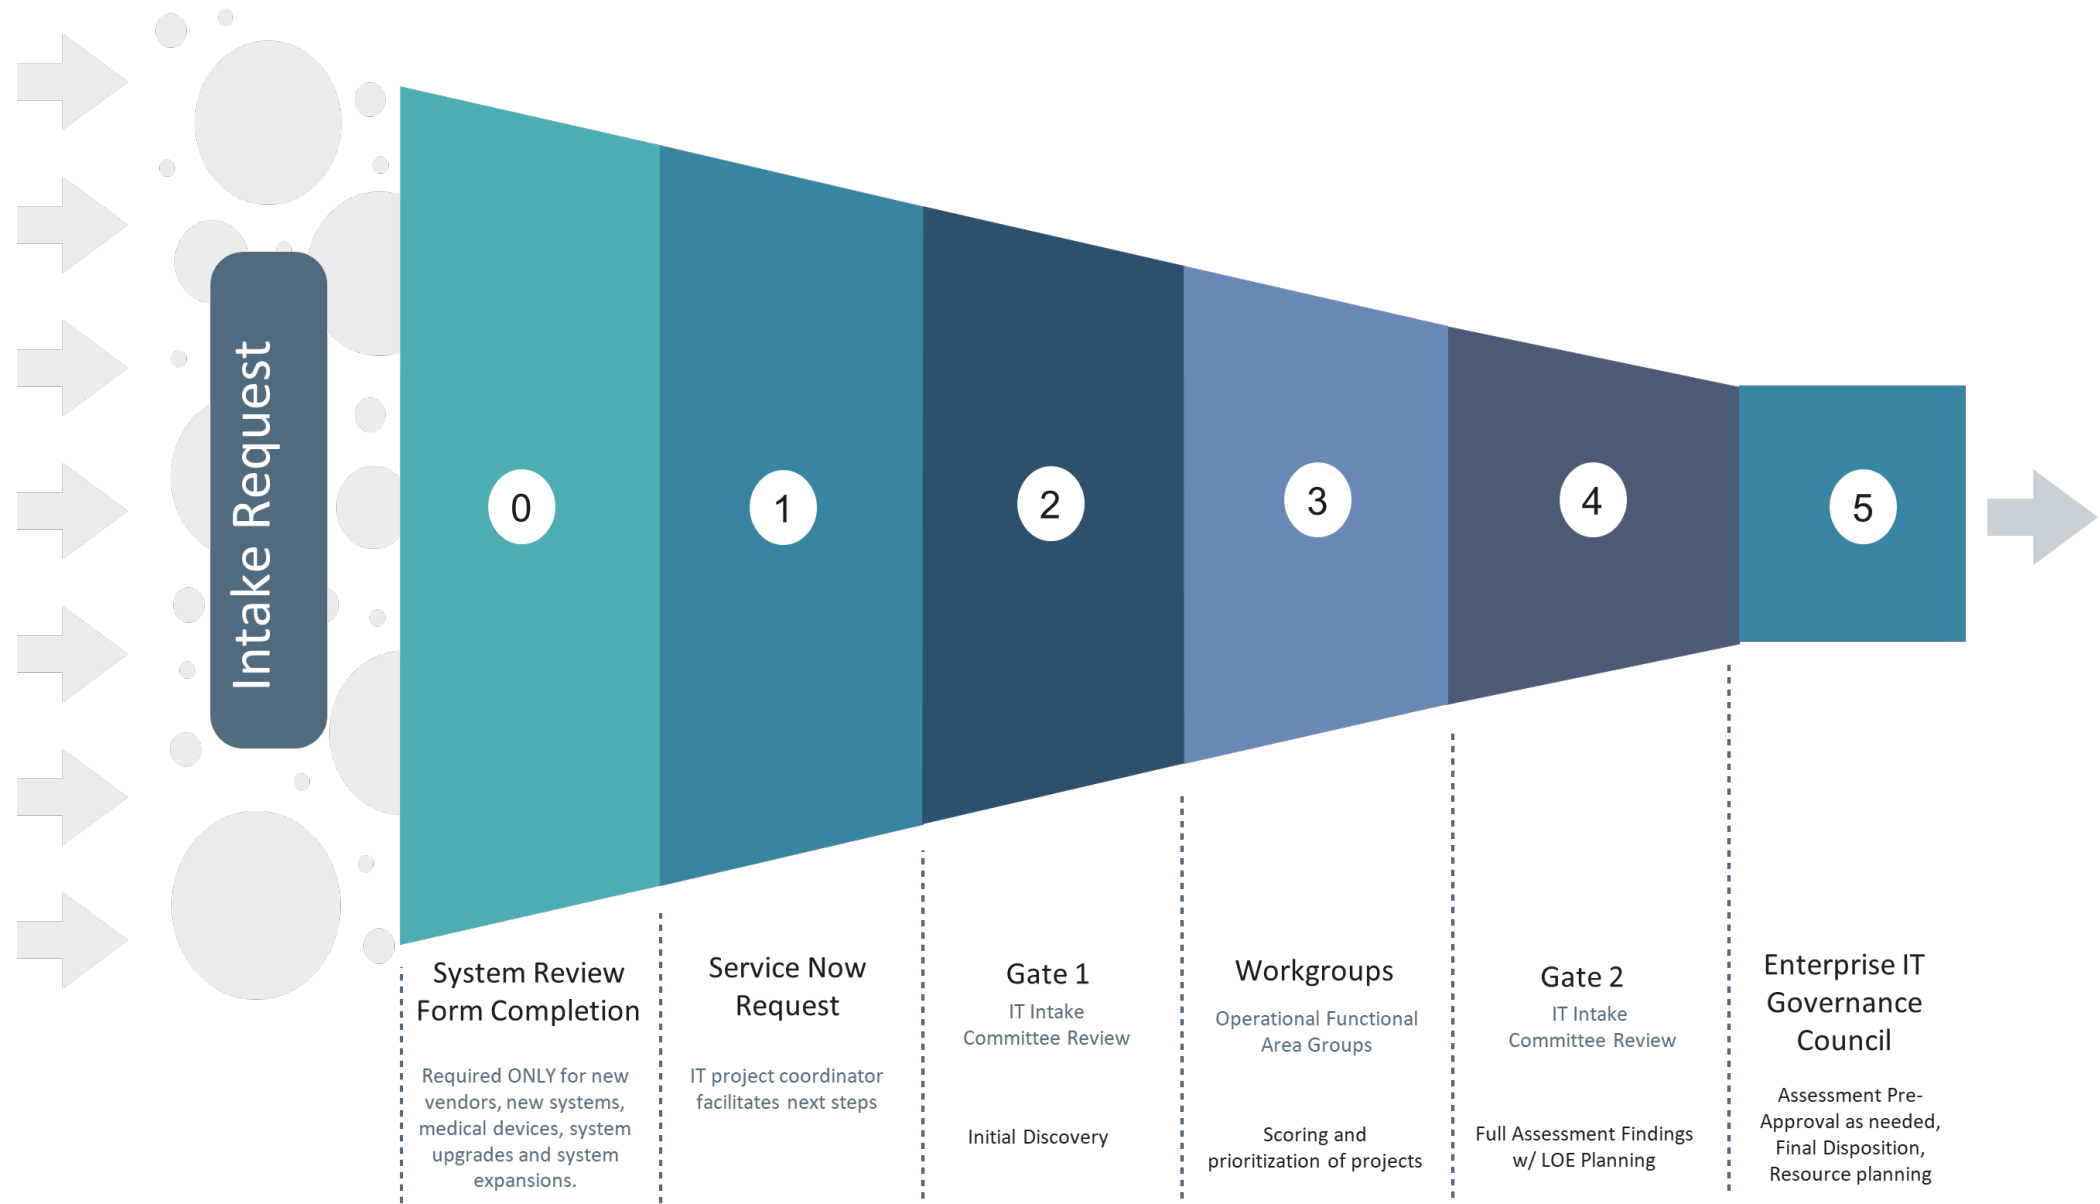 Intake Request
0
1
2
3
4
5
System Review
Form Completion
Required ONLY for new
vendors, new systems,
medical devices, system
upgrades and system
expansions.
Service Now
Request
IT project coordinator
facilitates next steps
Gate 1
IT Intake
Committee Review
Initial Discovery
Workgroups
Operational Functional
Area Groups
Scoring and
prioritization of projects
Gate 2
IT Intake
Committee Review
Full Assessment Findings
w/ LOE Planning
Enterprise IT
Governance
Council
Assessment Pre-
Approval as needed,
Final Disposition,
Resource planning